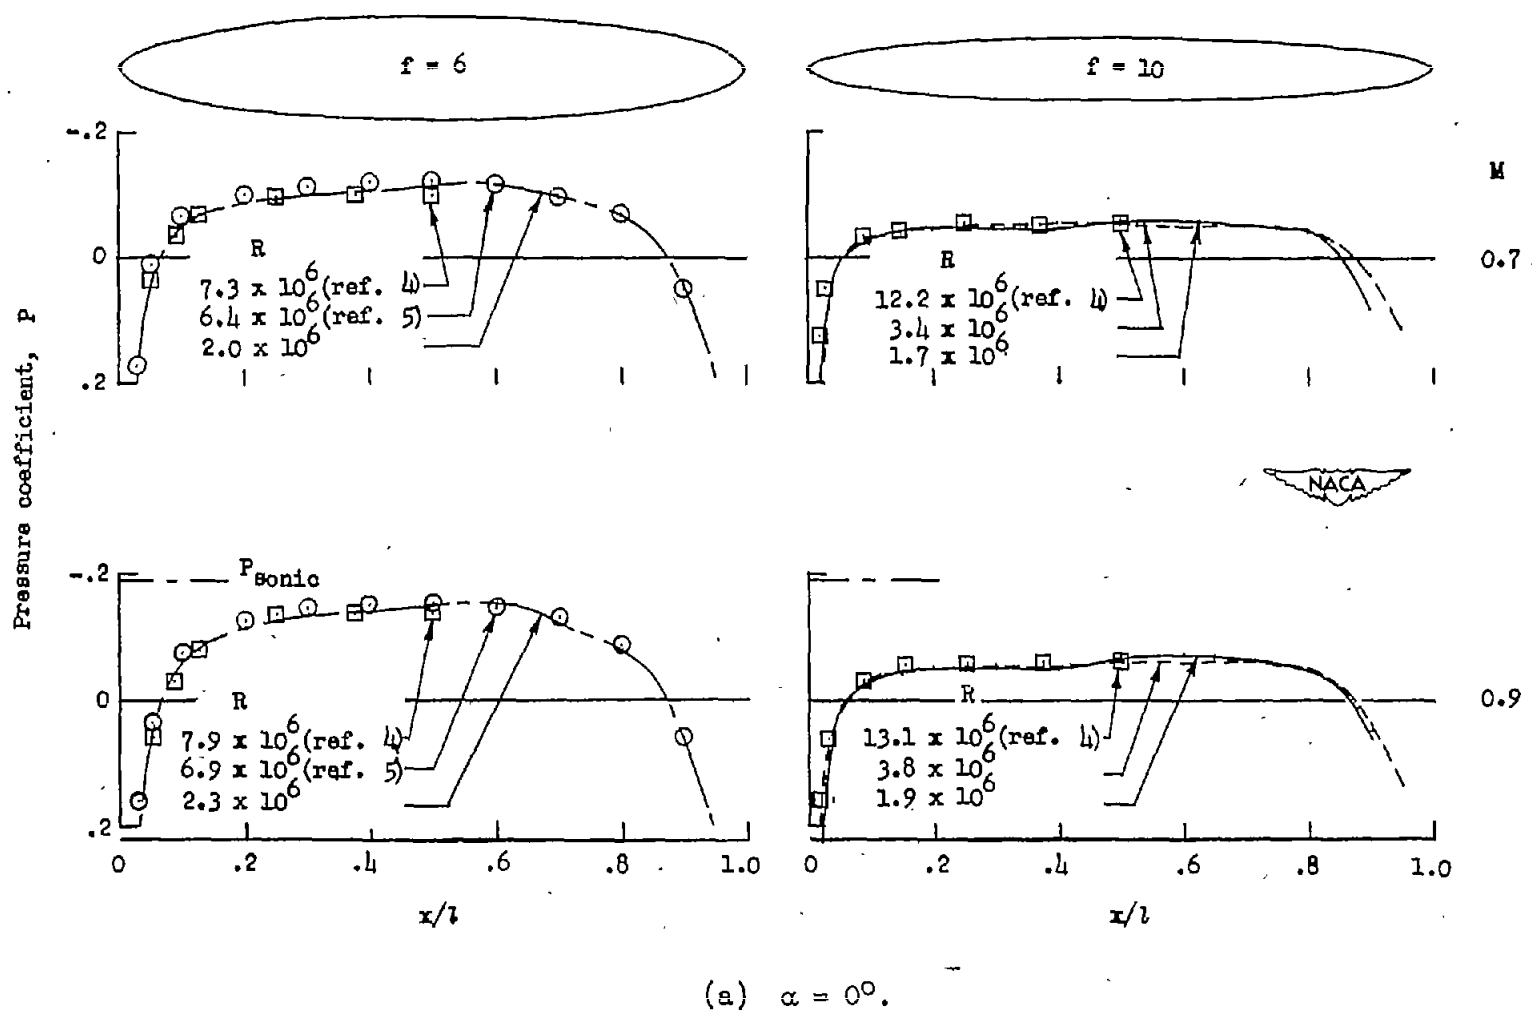 f = 6
f = 10
-.2
M
R
0
7.3 x 10^6 (ref. 4)
6.4 x 10^6 (ref. 5)
2.0 x 10^6
.2
R
0.7
12.2 x 10^6 (ref. 4)
3.4 x 10^6
1.7 x 10^6
Pressure coefficient, P
NACA
-.2
P sonic
0
R
7.9 x 10^6 (ref. 4)
6.9 x 10^6 (ref. 5)
2.3 x 10^6
.2
0 .2 .4 .6 .8 1.0
x/l
R
0.9
13.1 x 10^6 (ref. 4)
3.8 x 10^6
1.9 x 10^6
0 .2 .4 .6 .8 1.0
x/l
(a) α = 0°.